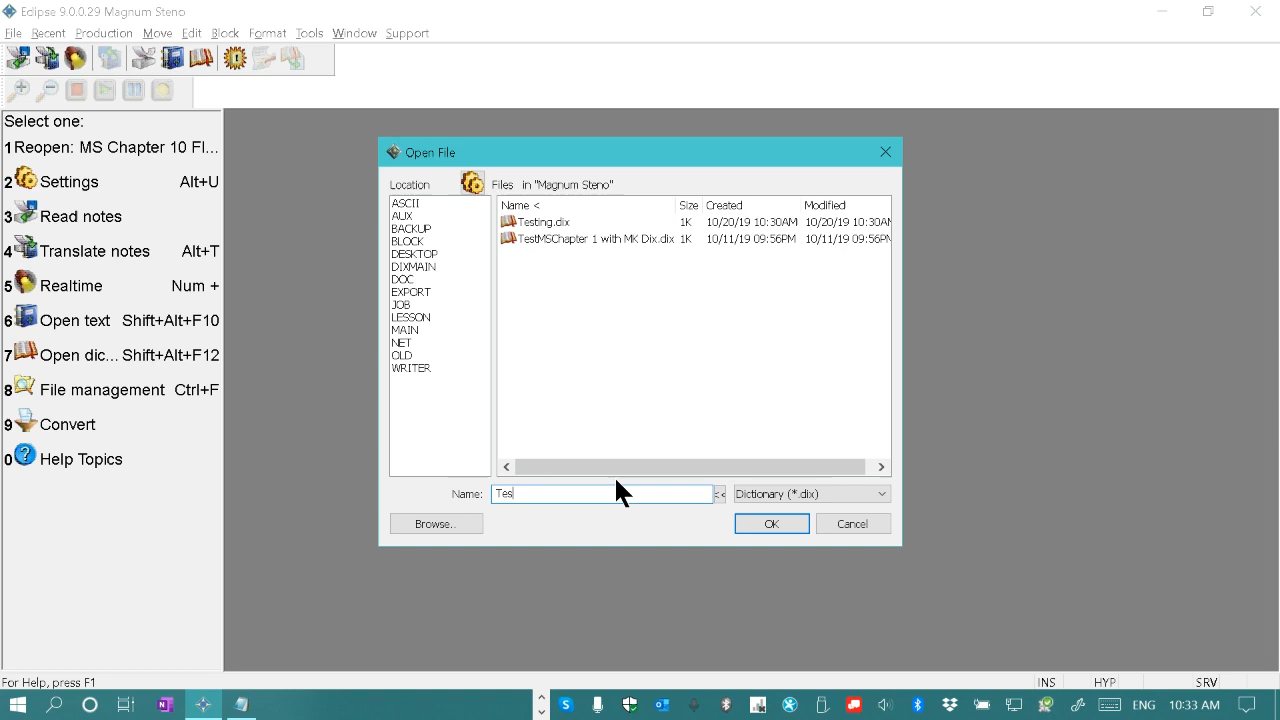 Eclipse 9.0.0.29 Magnum Steno
File Recent Production Move Edit Block Format Tools Window Support
Select one:
1 Reopen: MS Chapter 10 Fl...
2 Settings Alt+U
3 Read notes
4 Translate notes Alt+T
5 Realtime Num +
6 Open text Shift+Alt+F10
7 Open dic... Shift+Alt+F12
8 File management Ctrl+F
9 Convert
0 Help Topics
Open File
Location Files in "Magnum Steno"
ASCII
AUX
BACKUP
BLOCK
DESKTOP
DIXMAIN
DOC
EXPORT
JOB
LESSON
MAIN
NET
OLD
WRITER
Name < Size Created Modified
Testing.dix 1K 10/20/19 10:30AM 10/20/19 10:30AM
TestMSChapter 1 with MK Dix.dix 1K 10/11/19 09:56PM 10/11/19 09:56PM
Name: Tes << Dictionary (*.dix)
Browse.. OK Cancel
For Help, press F1 INS HYP SRV
ENG 10:33 AM